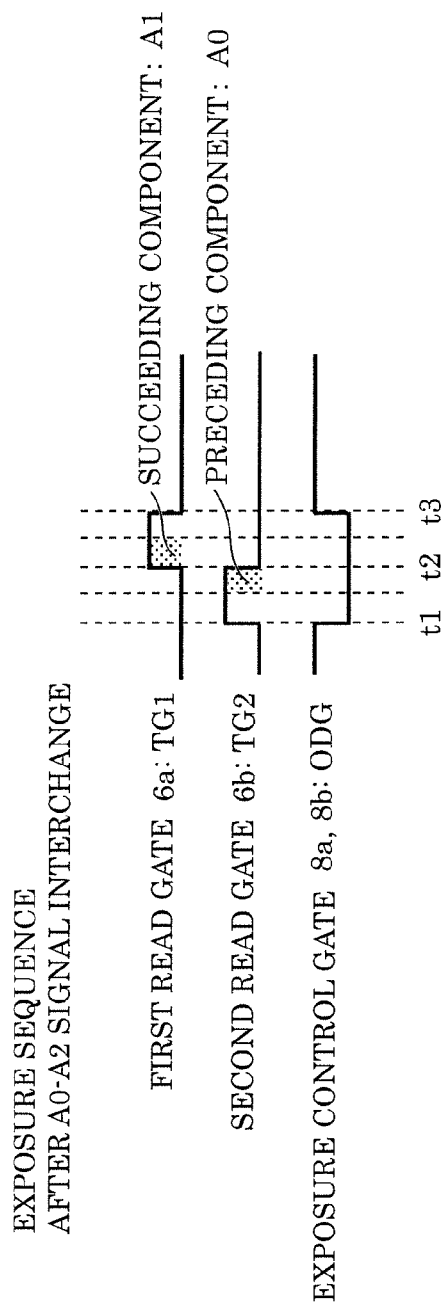 EXPOSURE SEQUENCE
AFTER A0-A2 SIGNAL INTERCHANGE
SUCCEEDING COMPONENT: A1
FIRST READ GATE 6a: TG1
PRECEDING COMPONENT: A0
SECOND READ GATE 6b: TG2
EXPOSURE CONTROL GATE 8a, 8b: ODG
t1 t2 t3